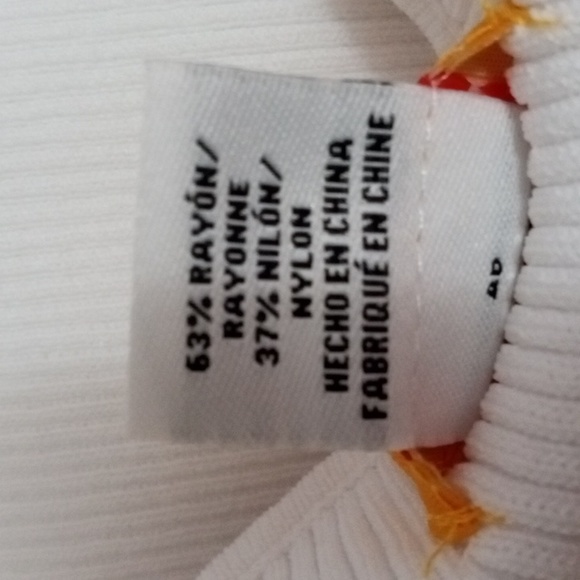 63% RAYÓN/
RAYONNE
37% NILÓN/
NYLON
HECHO EN CHINA
FABRIQUÉ EN CHINE